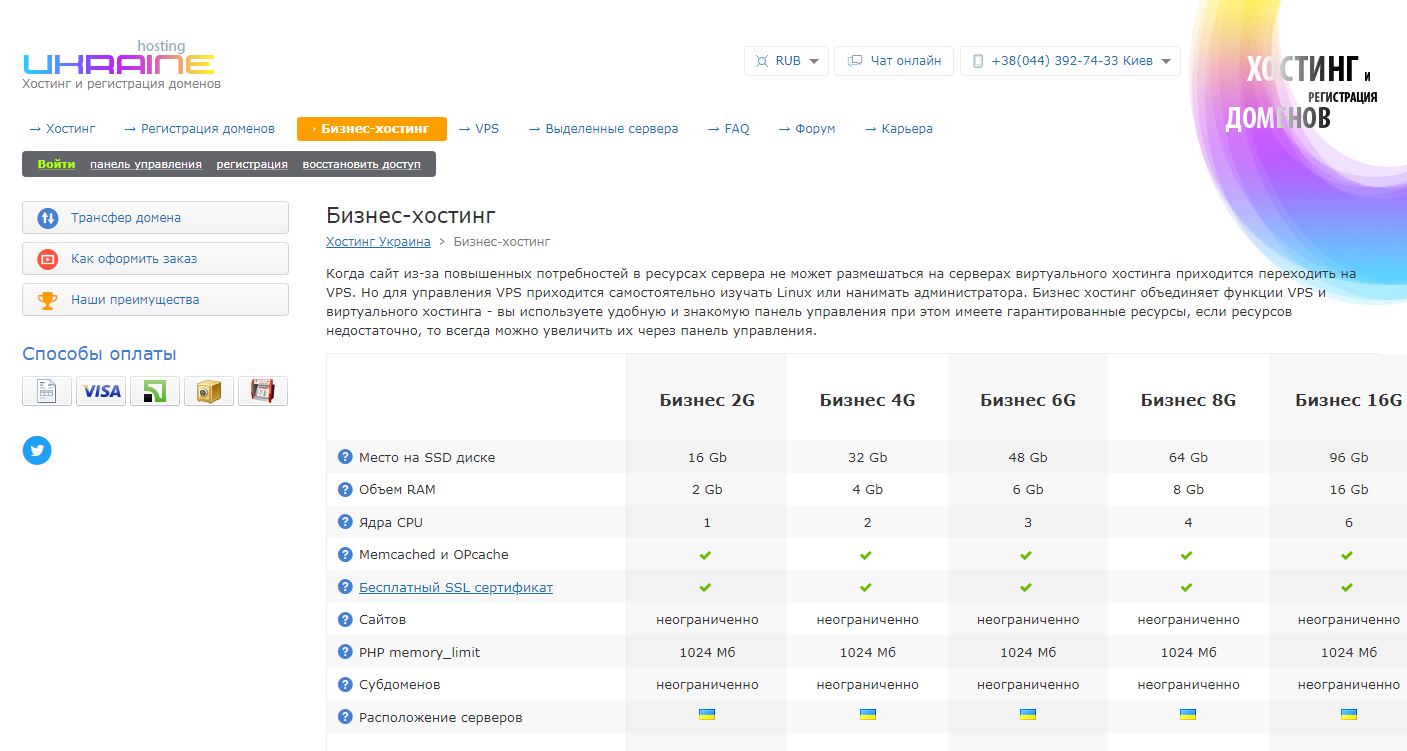 hosting
UKRAINE
Хостинг и регистрация доменов
RUB
Чат онлайн
+38(044) 392-74-33 Киев
ХОСТИНГ и
РЕГИСТРАЦИЯ
ДОМЕНОВ
→ Хостинг → Регистрация доменов › Бизнес-хостинг → VPS → Выделенные сервера → FAQ → Форум → Карьера
Войти панель управления регистрация восстановить доступ
Трансфер домена
Как оформить заказ
Наши преимущества
Способы оплаты
VISA
Бизнес-хостинг
Хостинг Украина > Бизнес-хостинг
Когда сайт из-за повышенных потребностей в ресурсах сервера не может размешаться на серверах виртуального хостинга приходится переходить на
VPS. Но для управления VPS приходится самостоятельно изучать Linux или нанимать администратора. Бизнес хостинг объединяет функции VPS и
виртуального хостинга - вы используете удобную и знакомую панель управления при этом имеете гарантированные ресурсы, если ресурсов
недостаточно, то всегда можно увеличить их через панель управления.
Бизнес 2G Бизнес 4G Бизнес 6G Бизнес 8G Бизнес 16G
? Место на SSD диске 16 Gb 32 Gb 48 Gb 64 Gb 96 Gb
? Объем RAM 2 Gb 4 Gb 6 Gb 8 Gb 16 Gb
? Ядра CPU 1 2 3 4 6
? Memcached и OPcache
? Бесплатный SSL сертификат
? Сайтов неограниченно неограниченно неограниченно неограниченно неограниченно
? PHP memory_limit 1024 Мб 1024 Мб 1024 Мб 1024 Мб 1024 Мб
? Субдоменов неограниченно неограниченно неограниченно неограниченно неограниченно
? Расположение серверов